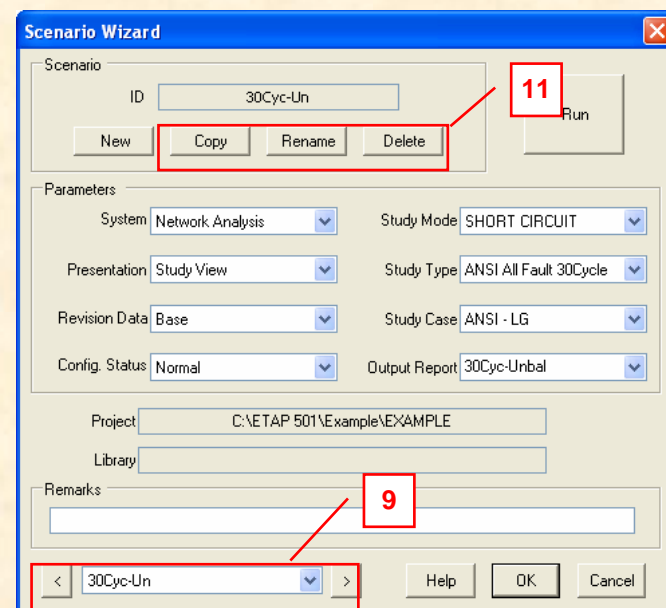 Scenario Wizard
Scenario
ID 30Cyc-Un
11
Run
New Copy Rename Delete
Parameters
System Network Analysis Study Mode SHORT CIRCUIT
Presentation Study View Study Type ANSI All Fault 30Cycle
Revision Data Base Study Case ANSI - LG
Config. Status Normal Output Report 30Cyc-Unbal
Project C:\ETAP 501\Example\EXAMPLE
Library
Remarks
9
< 30Cyc-Un > Help OK Cancel